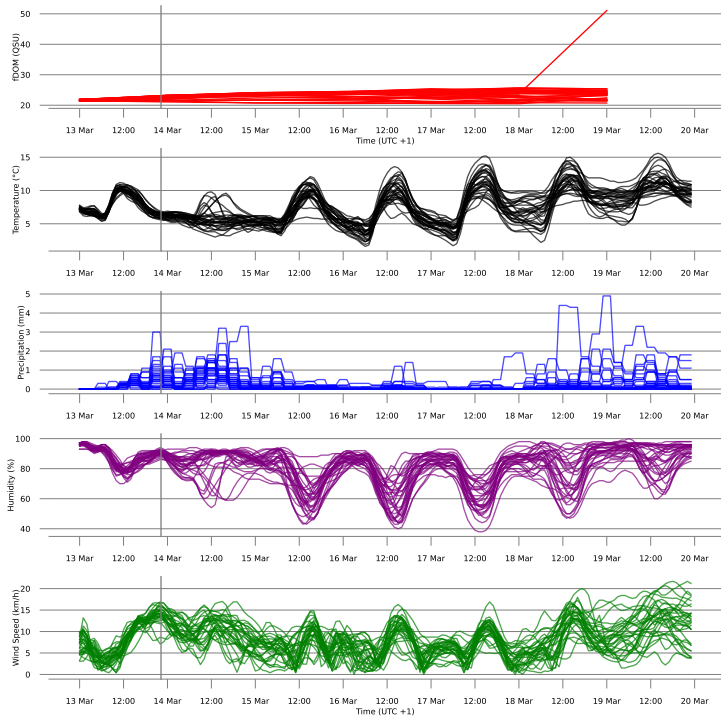 fDOM (QSU)
50
40
30
20
13 Mar 12:00 14 Mar 12:00 15 Mar 12:00 16 Mar 12:00 17 Mar 12:00 18 Mar 12:00 19 Mar 12:00 20 Mar
Time (UTC +1)
Temperature (°C)
15
10
5
13 Mar 12:00 14 Mar 12:00 15 Mar 12:00 16 Mar 12:00 17 Mar 12:00 18 Mar 12:00 19 Mar 12:00 20 Mar
Precipitation (mm)
5
4
3
2
1
0
13 Mar 12:00 14 Mar 12:00 15 Mar 12:00 16 Mar 12:00 17 Mar 12:00 18 Mar 12:00 19 Mar 12:00 20 Mar
Humidity (%)
100
80
60
40
13 Mar 12:00 14 Mar 12:00 15 Mar 12:00 16 Mar 12:00 17 Mar 12:00 18 Mar 12:00 19 Mar 12:00 20 Mar
Wind Speed (km/h)
20
15
10
5
0
13 Mar 12:00 14 Mar 12:00 15 Mar 12:00 16 Mar 12:00 17 Mar 12:00 18 Mar 12:00 19 Mar 12:00 20 Mar
Time (UTC +1)